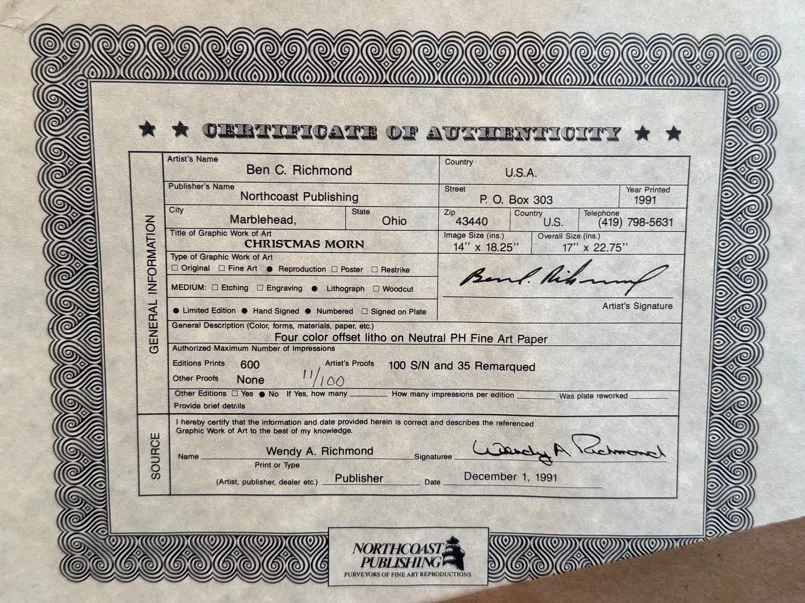 ★ ★ CERTIFICATE OF AUTHENTICITY ★ ★
GENERAL INFORMATION
Artist's Name
Ben C. Richmond
Country
U.S.A.
Publisher's Name
Northcoast Publishing
Street
P. O. Box 303
Year Printed
1991
City
Marblehead,
State
Ohio
Zip
43440
Country
U.S.
Telephone
(419) 798-5631
Title of Graphic Work of Art
CHRISTMAS MORN
Image Size (ins.)
14" x 18.25"
Overall Size (ins.)
17" x 22.75"
Type of Graphic Work of Art
☐ Original ☐ Fine Art ● Reproduction ☐ Poster ☐ Restrike
MEDIUM: ☐ Etching ☐ Engraving ● Lithograph ☐ Woodcut
● Limited Edition ● Hand Signed ● Numbered ☐ Signed on Plate
Ben C. Richmond
Artist's Signature
General Description (Color, forms, materials, paper, etc.)
Four color offset litho on Neutral PH Fine Art Paper
Authorized Maximum Number of Impressions
Editions Prints 600 Artist's Proofs 100 S/N and 35 Remarqued
Other Proofs None 11/100
Other Editions ☐ Yes ● No If Yes, how many ____ How many impressions per edition ____ Was plate reworked ____
Provide brief details
SOURCE
I hereby certify that the information and date provided herein is correct and describes the referenced
Graphic Work of Art to the best of my knowledge.
Name Wendy A. Richmond Signaturee Wendy A Richmond
Print or Type
(Artist, publisher, dealer etc.) Publisher Date December 1, 1991
NORTHCOAST
PUBLISHING
PURVEYORS OF FINE ART REPRODUCTIONS